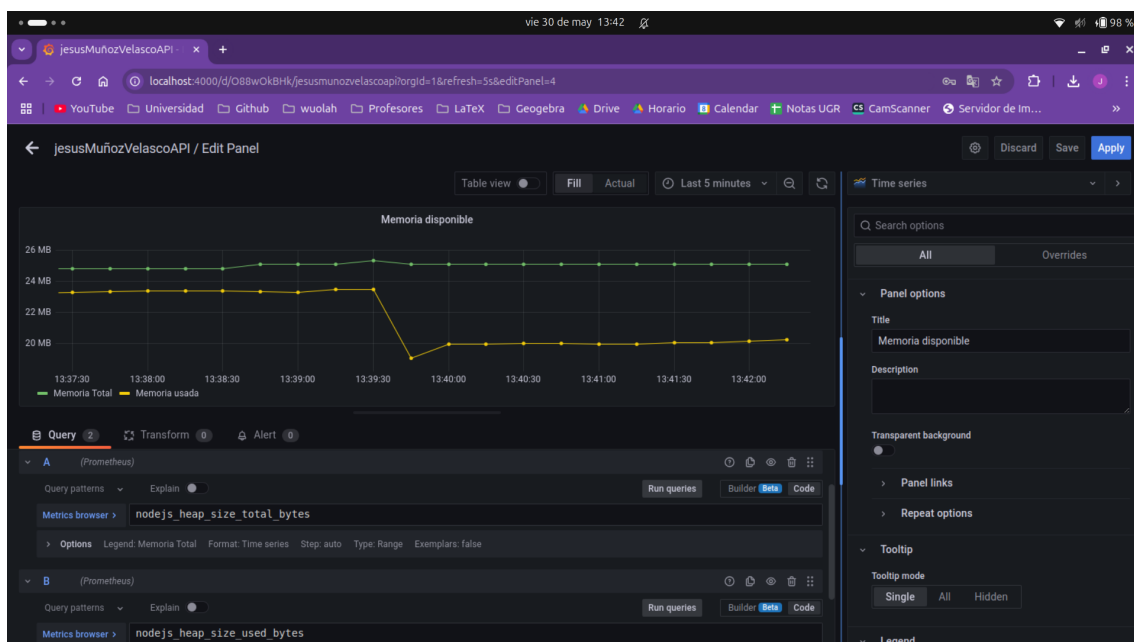 vie 30 de may 13:42
98 %
jesusMuñozVelascoAPI -
localhost:4000/d/O88wOkBHk/jesusmunozvelascoapi?orgId=1&refresh=5s&editPanel=4
J
YouTube Universidad Github wuolah Profesores LaTeX Geogebra Drive Horario Calendar Notas UGR CS CamScanner Servidor de Im... »
jesusMuñozVelascoAPI / Edit Panel
Discard Save Apply
Table view Fill Actual Last 5 minutes
Time series
Memoria disponible
Search options
All Overrides
26 MB
24 MB
22 MB
20 MB
13:37:30 13:38:00 13:38:30 13:39:00 13:39:30 13:40:00 13:40:30 13:41:00 13:41:30 13:42:00
Memoria Total Memoria usada
Panel options
Title
Memoria disponible
Description
Transparent background
Panel links
Repeat options
Tooltip
Tooltip mode
Single All Hidden
Legend
Query 2 Transform 0 Alert 0
A (Prometheus)
Query patterns Explain Run queries Builder Beta Code
Metrics browser > nodejs_heap_size_total_bytes
> Options Legend: Memoria Total Format: Time series Step: auto Type: Range Exemplars: false
B (Prometheus)
Query patterns Explain Run queries Builder Beta Code
Metrics browser > nodejs_heap_size_used_bytes